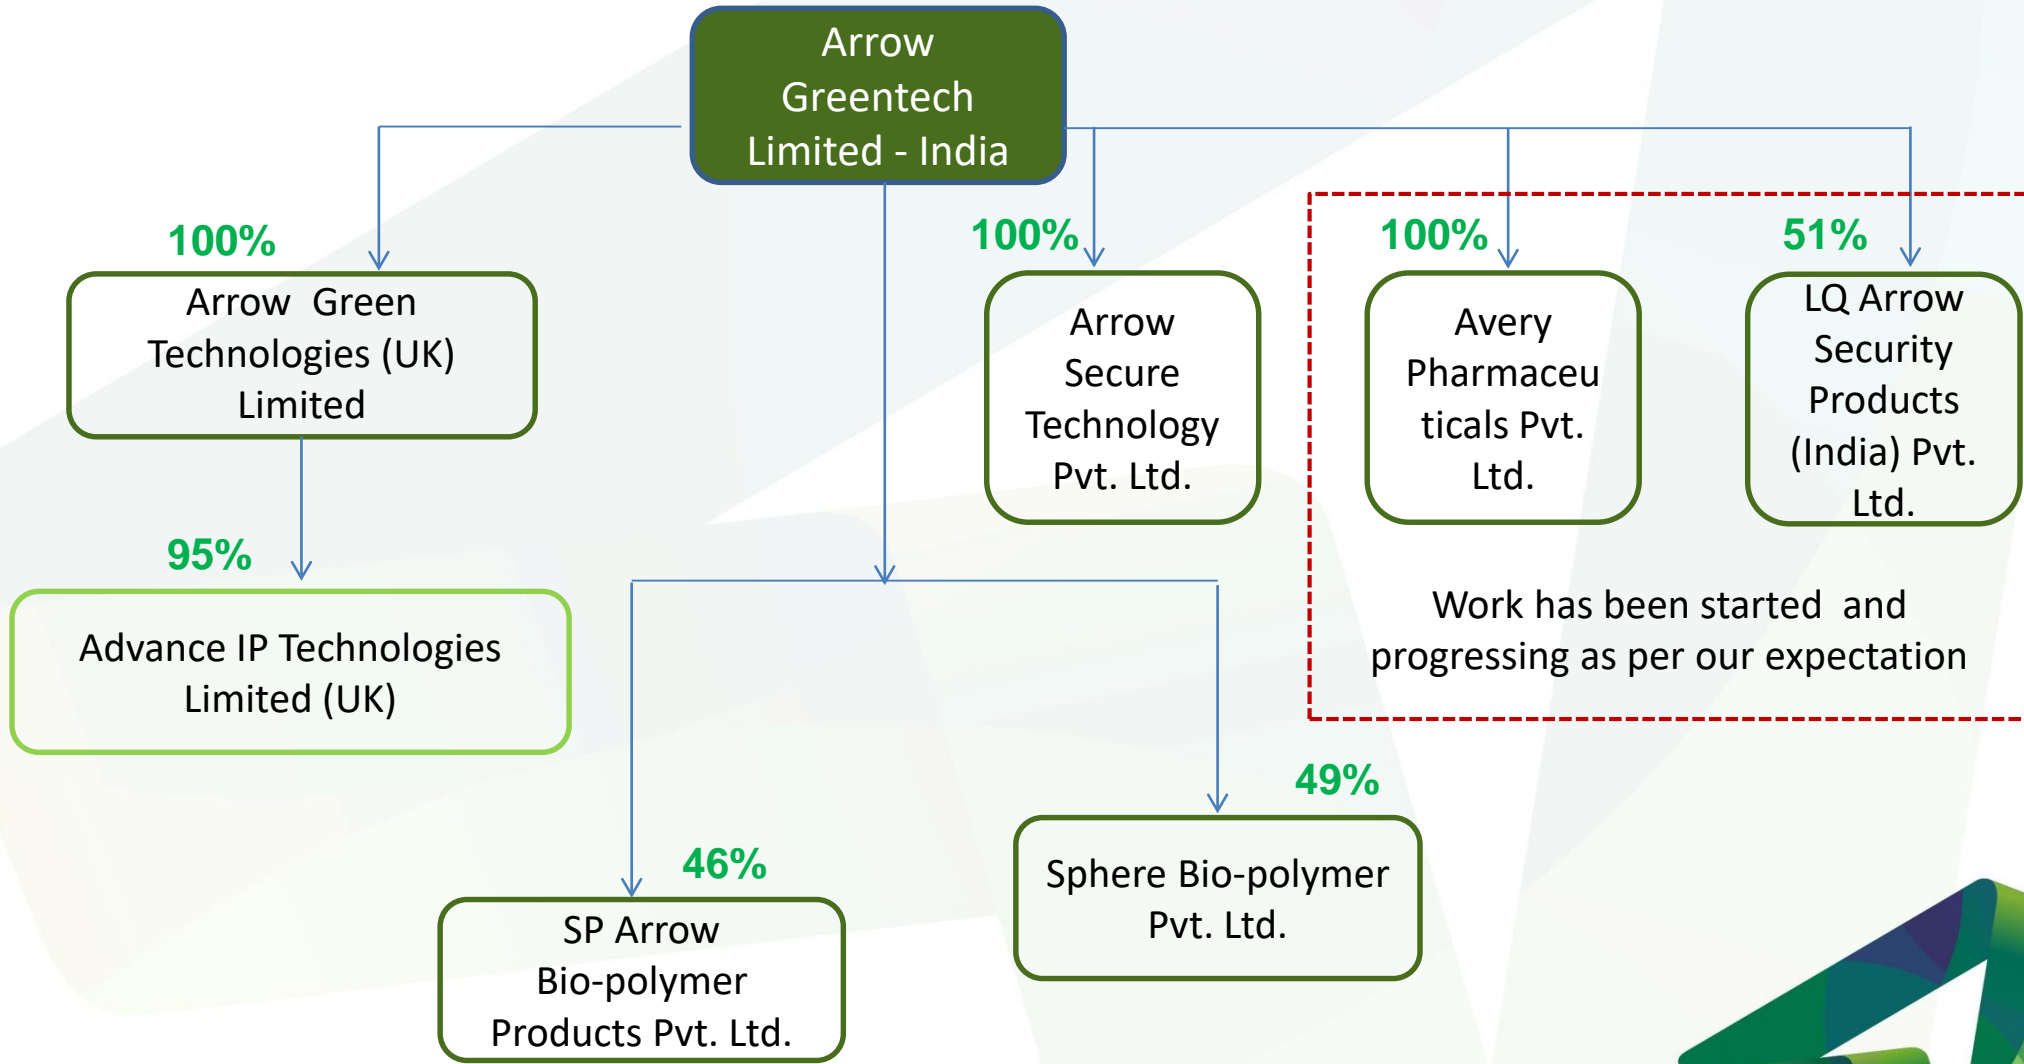 Arrow
Greentech
Limited - India
100%
Arrow Green
Technologies (UK)
Limited
100%
Arrow
Secure
Technology
Pvt. Ltd.
100%
Avery
Pharmaceu
ticals Pvt.
Ltd.
51%
LQ Arrow
Security
Products
(India) Pvt.
Ltd.
Work has been started and
progressing as per our expectation
95%
Advance IP Technologies
Limited (UK)
46%
SP Arrow
Bio-polymer
Products Pvt. Ltd.
49%
Sphere Bio-polymer
Pvt. Ltd.